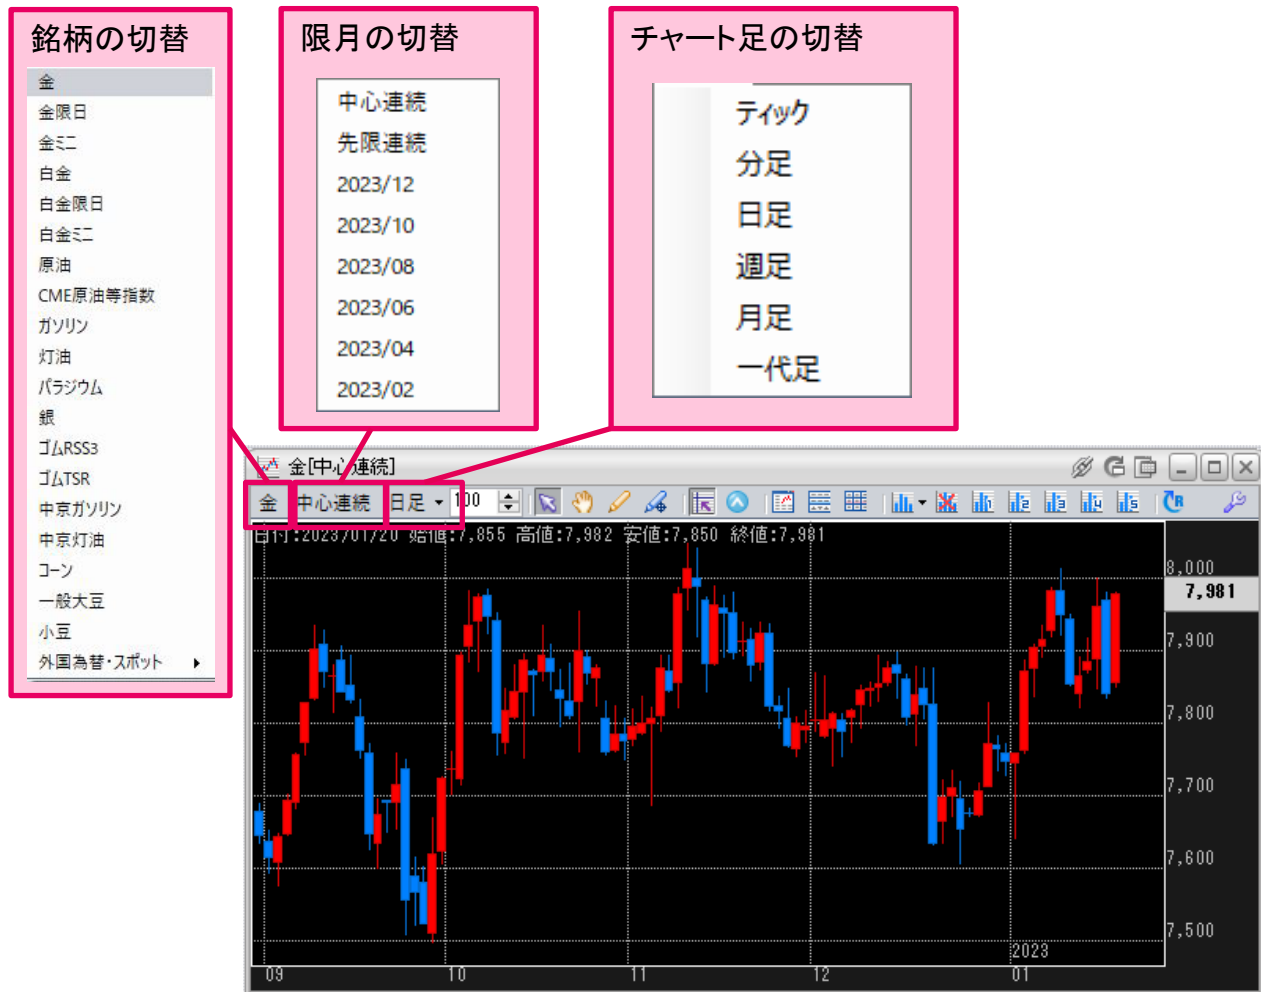 銘柄の切替
金
金限日
金ミニ
白金
白金限日
白金ミニ
原油
CME原油等指数
ガソリン
灯油
パラジウム
銀
ゴムRSS3
ゴムTSR
中京ガソリン
中京灯油
コーン
一般大豆
小豆
外国為替・スポット
限月の切替
中心連続
先限連続
2023/12
2023/10
2023/08
2023/06
2023/04
2023/02
チャート足の切替
ティック
分足
日足
週足
月足
一代足
金[中心連続]
金 中心連続 日足 100
日付:2023/01/20 始値:7,855 高値:7,982 安値:7,850 終値:7,981
8,000
7,981
7,900
7,800
7,700
7,600
7,500
2023
09 10 11 12 01